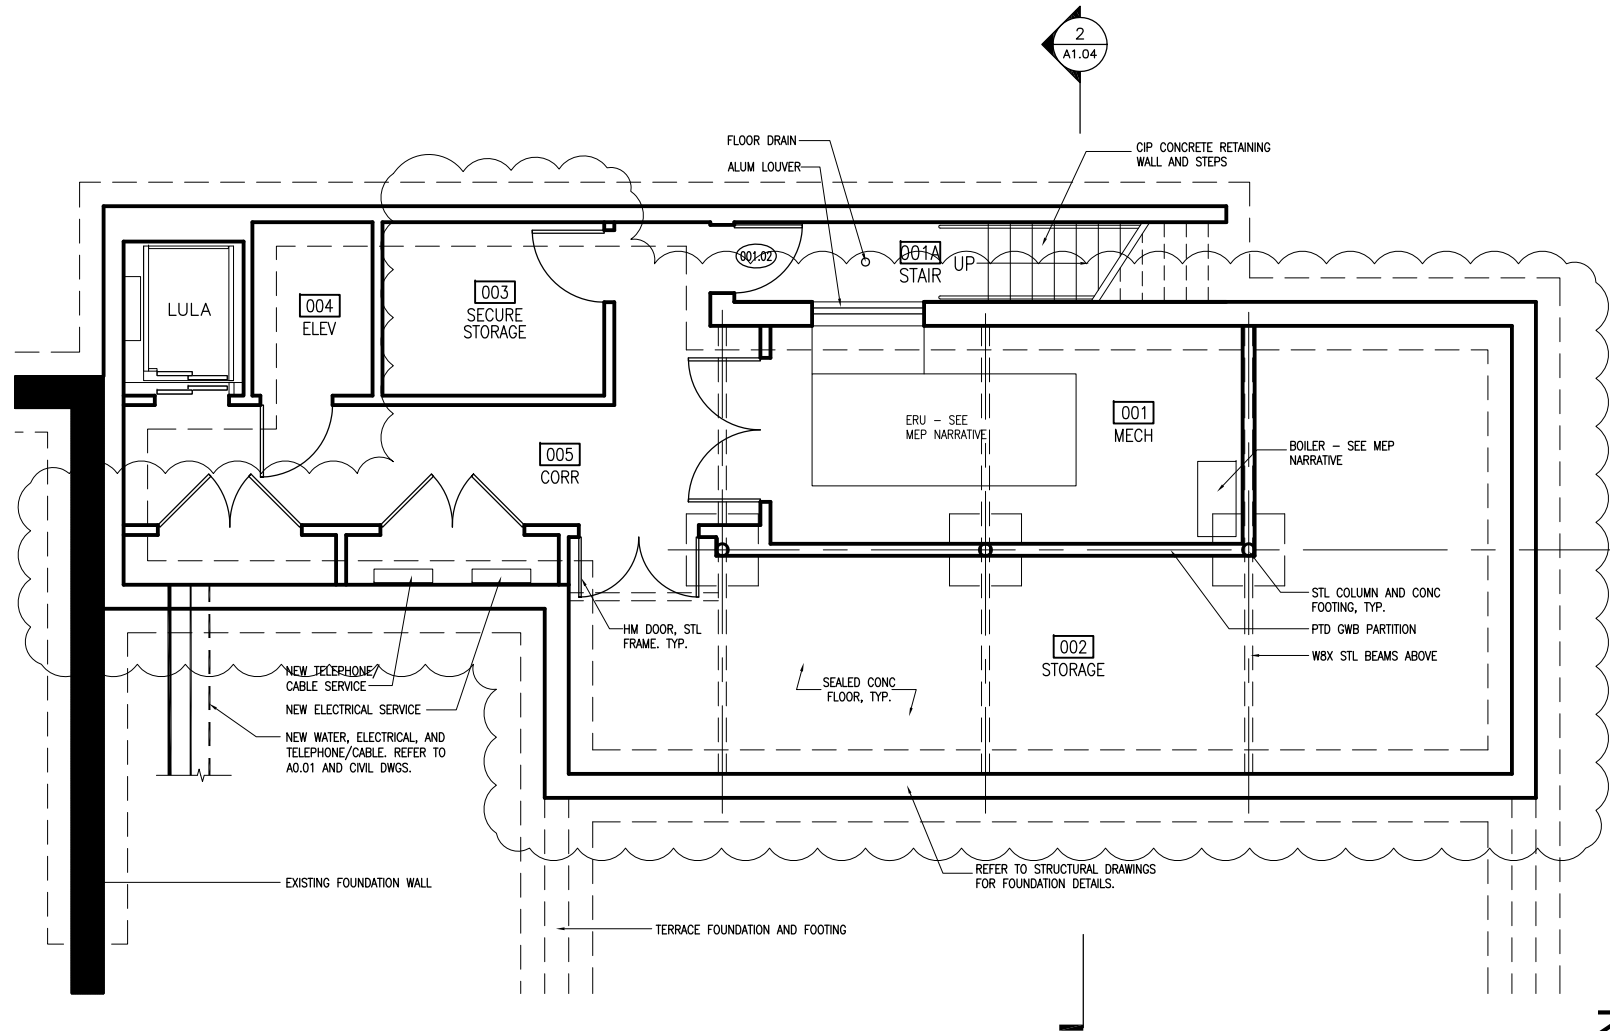 2
A1.04
FLOOR DRAIN
ALUM LOUVER
CIP CONCRETE RETAINING
WALL AND STEPS
001.02
001A
STAIR
UP
LULA
004
ELEV
003
SECURE
STORAGE
ERU – SEE
MEP NARRATIVE
001
MECH
BOILER – SEE MEP
NARRATIVE
005
CORR
STL COLUMN AND CONC
FOOTING, TYP.
PTD GWB PARTITION
W8X STL BEAMS ABOVE
HM DOOR, STL
FRAME. TYP.
002
STORAGE
SEALED CONC
FLOOR, TYP.
NEW TELEPHONE/
CABLE SERVICE
NEW ELECTRICAL SERVICE
NEW WATER, ELECTRICAL, AND
TELEPHONE/CABLE. REFER TO
A0.01 AND CIVIL DWGS.
EXISTING FOUNDATION WALL
REFER TO STRUCTURAL DRAWINGS
FOR FOUNDATION DETAILS.
TERRACE FOUNDATION AND FOOTING